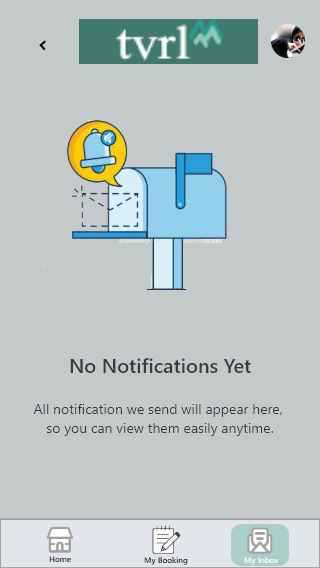 tvrl
No Notifications Yet
All notification we send will appear here,
so you can view them easily anytime.
Home
My Booking
My Inbox